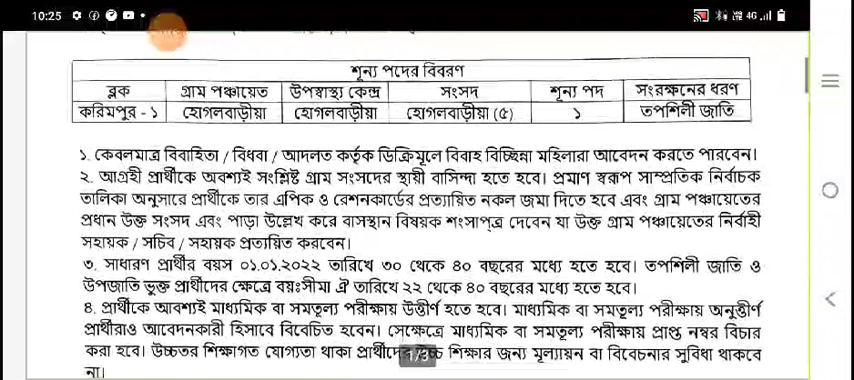 10:25
4G
শূন্য পদের বিবরণ
ব্লক গ্রাম পঞ্চায়েত উপস্বাস্থ্য কেন্দ্র সংসদ শূন্য পদ সংরক্ষনের ধরণ
করিমপুর - ১ হোগলবাড়ীয়া হোগলবাড়ীয়া হোগলবাড়ীয়া (৫) ১ তপশিলী জাতি
১. কেবলমাত্র বিবাহিতা / বিধবা / আদলত কর্তৃক ডিক্রিমূলে বিবাহ বিচ্ছিন্না মহিলারা আবেদন করতে পারবেন।
২. আগ্রহী প্রার্থীকে অবশ্যই সংশ্লিষ্ট গ্রাম সংসদের স্থায়ী বাসিন্দা হতে হবে। প্রমাণ স্বরূপ সাম্প্রতিক নির্বাচক
তালিকা অনুসারে প্রার্থীকে তার এপিক ও রেশনকার্ডের প্রত্যায়িত নকল জমা দিতে হবে এবং গ্রাম পঞ্চায়েতের
প্রধান উক্ত সংসদ এবং পাড়া উল্লেখ করে বাসস্থান বিষয়ক শংসাপত্র দেবেন যা উক্ত গ্রাম পঞ্চায়েতের নির্বাহী
সহায়ক / সচিব / সহায়ক প্রত্যায়িত করবেন।
৩. সাধারণ প্রার্থীর বয়স ০১.০১.২০২২ তারিখে ৩০ থেকে ৪০ বছরের মধ্যে হতে হবে। তপশিলী জাতি ও
উপজাতি ভুক্ত প্রার্থীদের ক্ষেত্রে বয়ঃসীমা ঐ তারিখে ২২ থেকে ৪০ বছরের মধ্যে হতে হবে।
৪. প্রার্থীকে আবশ্যই মাধ্যমিক বা সমতূল্য পরীক্ষায় উত্তীর্ণ হতে হবে। মাধ্যমিক বা সমতূল্য পরীক্ষায় অনুত্তীর্ণ
প্রার্থীরাও আবেদনকারী হিসাবে বিবেচিত হবেন। সেক্ষেত্রে মাধ্যমিক বা সমতূল্য পরীক্ষায় প্রাপ্ত নম্বর বিচার
করা হবে। উচ্চতর শিক্ষাগত যোগ্যতা থাকা প্রার্থীদের উচ্চ শিক্ষার জন্য মূল্যায়ন বা বিবেচনার সুবিধা থাকবে
না।
1/3